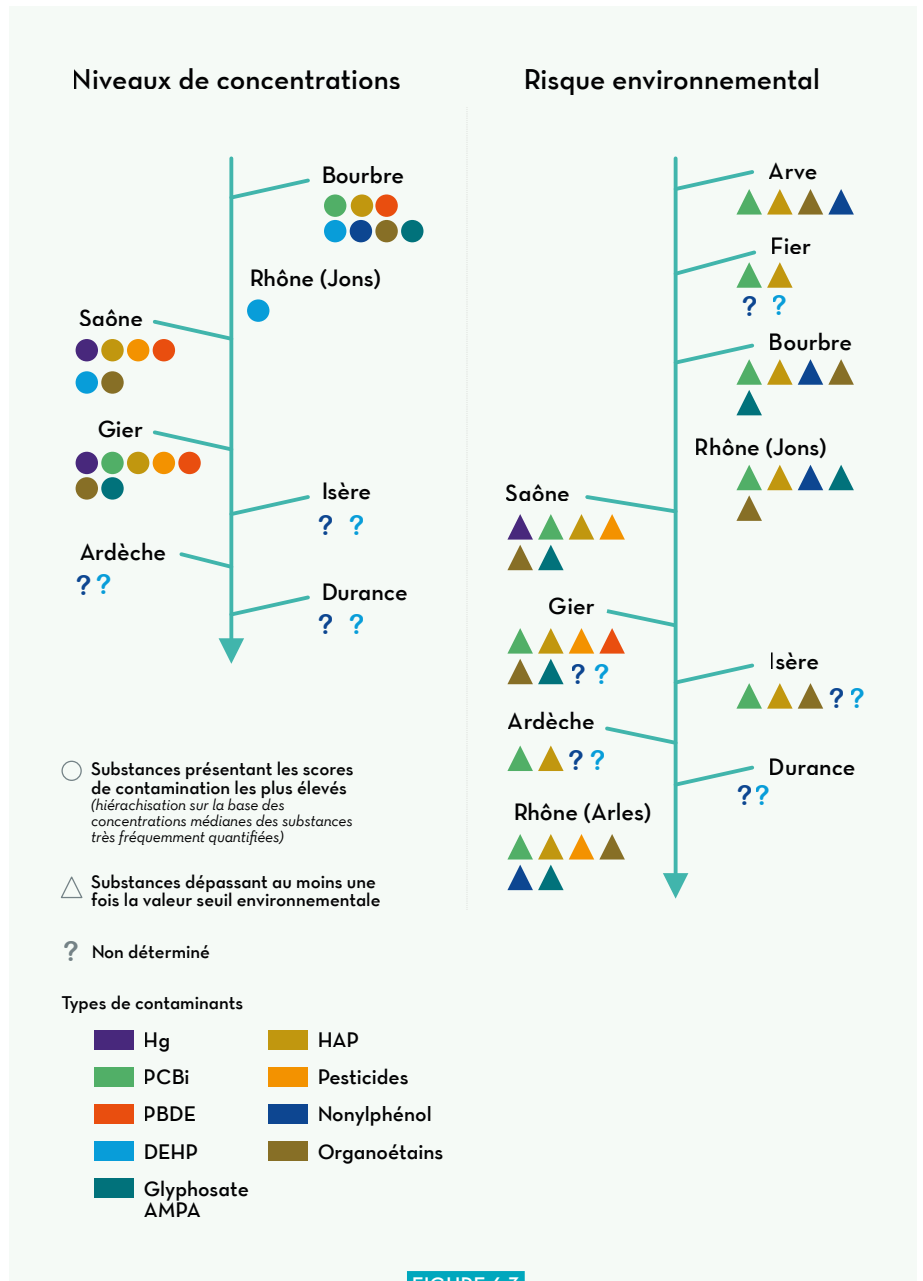 Niveaux de concentrations
Bourbre
Rhône (Jons)
Saône
Gier
Isère
? ?
Ardèche
? ?
Durance
? ?
Risque environnemental
Arve
Fier
? ?
Bourbre
Rhône (Jons)
Saône
Gier
? ?
Isère
? ?
Ardèche
? ?
Durance
? ?
Rhône (Arles)
Substances présentant les scores
de contamination les plus élevés
(hiérachisation sur la base des
concentrations médianes des substances
très fréquemment quantifiées)
Substances dépassant au moins une
fois la valeur seuil environnementale
? Non déterminé
Types de contaminants
Hg
PCBi
PBDE
DEHP
Glyphosate
AMPA
HAP
Pesticides
Nonylphénol
Organoétains